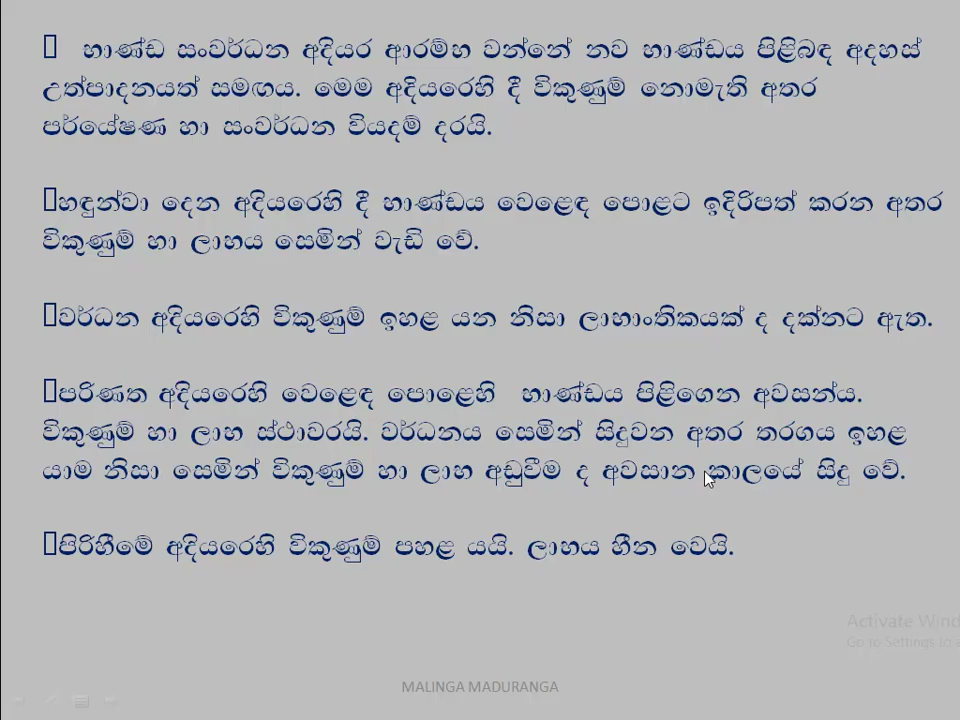 භාණ්ඩ සංවර්ධන අදියර ආරම්භ වන්නේ නව භාණ්ඩය පිළිබඳ අදහස්
උත්පාදනයත් සමඟය. මෙම අදියරෙහි දී විකුණුම් නොමැති අතර
පර්යේෂණ හා සංවර්ධන වියදම් දරයි.
හඳුන්වා දෙන අදියරෙහි දී භාණ්ඩය වෙළෙඳ පොළට ඉදිරිපත් කරන අතර
විකුණුම් හා ලාභය සෙමින් වැඩි වේ.
වර්ධන අදියරෙහි විකුණුම් ඉහළ යන නිසා ලාභාංතිකයක් ද දක්නට ඇත.
පරිණත අදියරෙහි වෙළෙඳ පොළෙහි භාණ්ඩය පිළිගෙන අවසන්ය.
විකුණුම් හා ලාභ ස්ථාවරයි. වර්ධනය සෙමින් සිදුවන අතර තරගය ඉහළ
යාම නිසා සෙමින් විකුණුම් හා ලාභ අඩුවීම ද අවසාන කාලයේ සිදු වේ.
පිරිහීමේ අදියරෙහි විකුණුම් පහළ යයි. ලාභය හීන වෙයි.
Activate Wind
Go to Settings to a
MALINGA MADURANGA